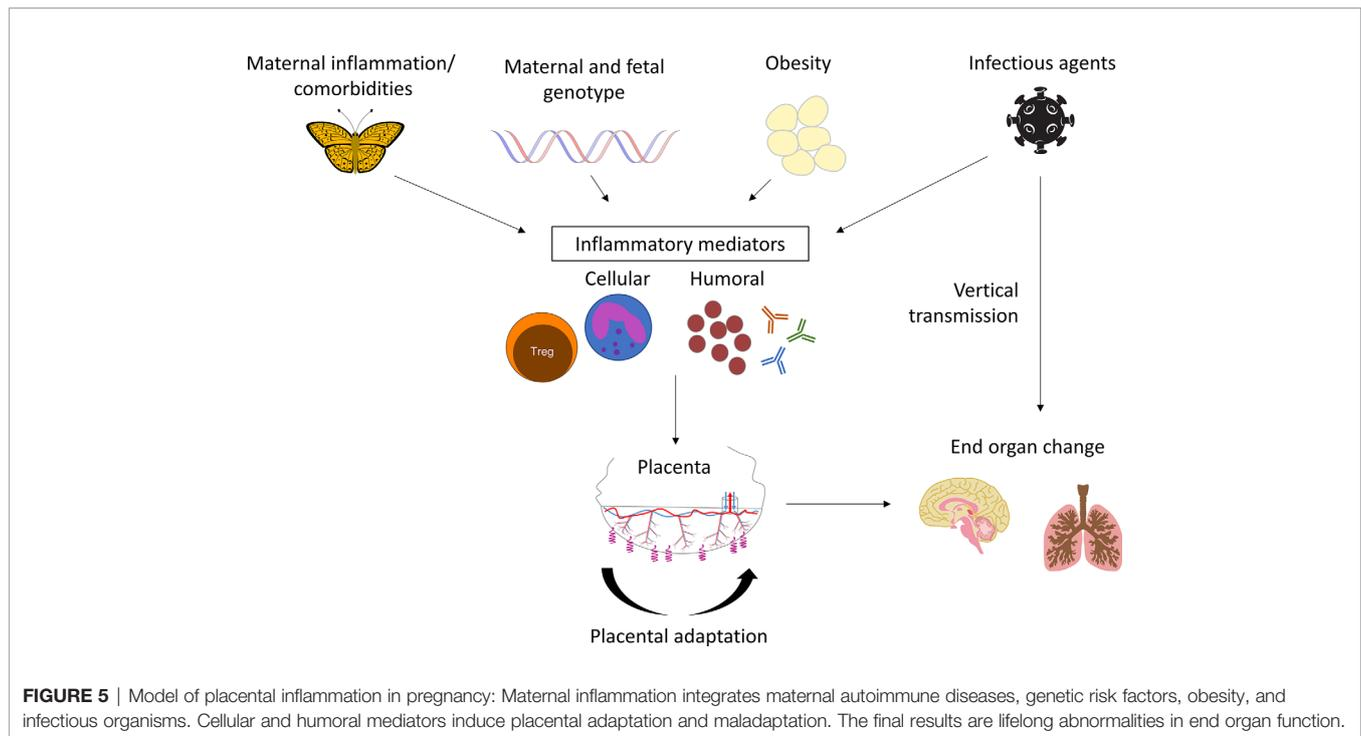 Maternal inflammation/
comorbidities
Maternal and fetal
genotype
Obesity
Infectious agents
Inflammatory mediators
Cellular
Humoral
Treg
Vertical
transmission
Placenta
End organ change
Placental adaptation
FIGURE 5 | Model of placental inflammation in pregnancy: Maternal inflammation integrates maternal autoimmune diseases, genetic risk factors, obesity, and
infectious organisms. Cellular and humoral mediators induce placental adaptation and maladaptation. The final results are lifelong abnormalities in end organ function.